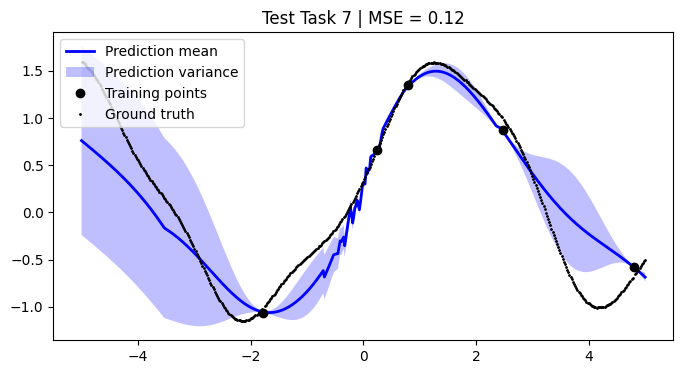 Test Task 7 | MSE = 0.12
Prediction mean
Prediction variance
Training points
Ground truth
1.5
1.0
0.5
0.0
−0.5
−1.0
−4
−2
0
2
4